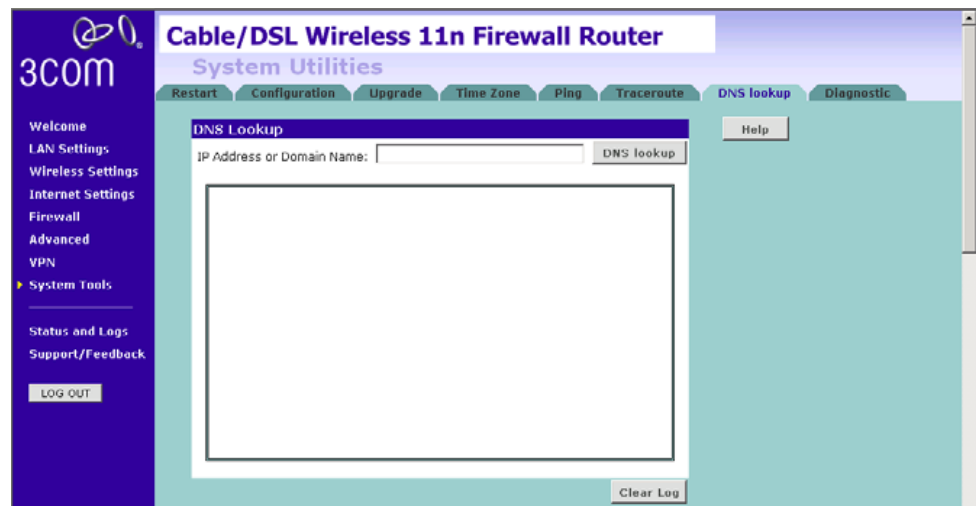 3COM
Cable/DSL Wireless 11n Firewall Router
System Utilities
Restart Configuration Upgrade Time Zone Ping Traceroute DNS lookup Diagnostic
Welcome
LAN Settings
Wireless Settings
Internet Settings
Firewall
Advanced
VPN
System Tools
Status and Logs
Support/Feedback
LOG OUT
DNS Lookup
IP Address or Domain Name: DNS lookup
Clear Log
Help